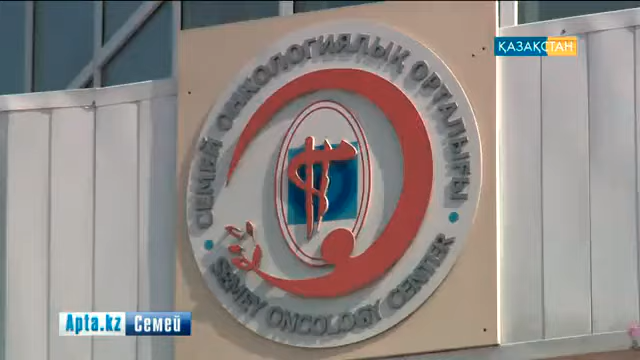 ҚАЗАҚСТАН
СЕМЕЙ ОНКОЛОГИЯЛЫҚ ОРТАЛЫҒЫ
SEMEY ONCOLOGY CENTER
Apta.kz Семей